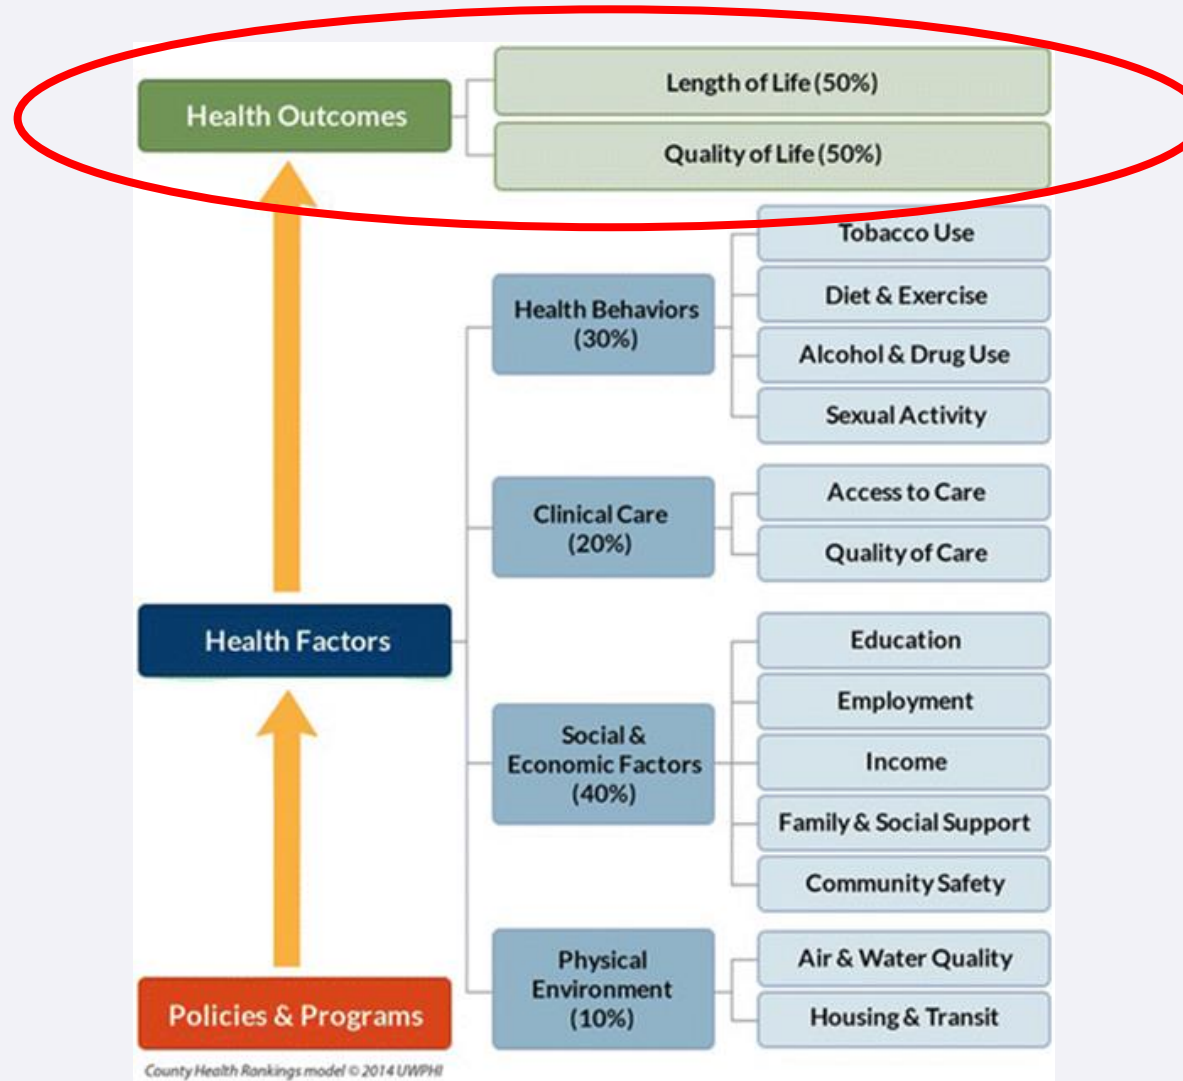 Health Outcomes
Length of Life (50%)
Quality of Life (50%)
Health Factors
Health Behaviors
(30%)
Tobacco Use
Diet & Exercise
Alcohol & Drug Use
Sexual Activity
Clinical Care
(20%)
Access to Care
Quality of Care
Social &
Economic Factors
(40%)
Education
Employment
Income
Family & Social Support
Community Safety
Physical
Environment
(10%)
Air & Water Quality
Housing & Transit
Policies & Programs
County Health Rankings model © 2014 UWPHI